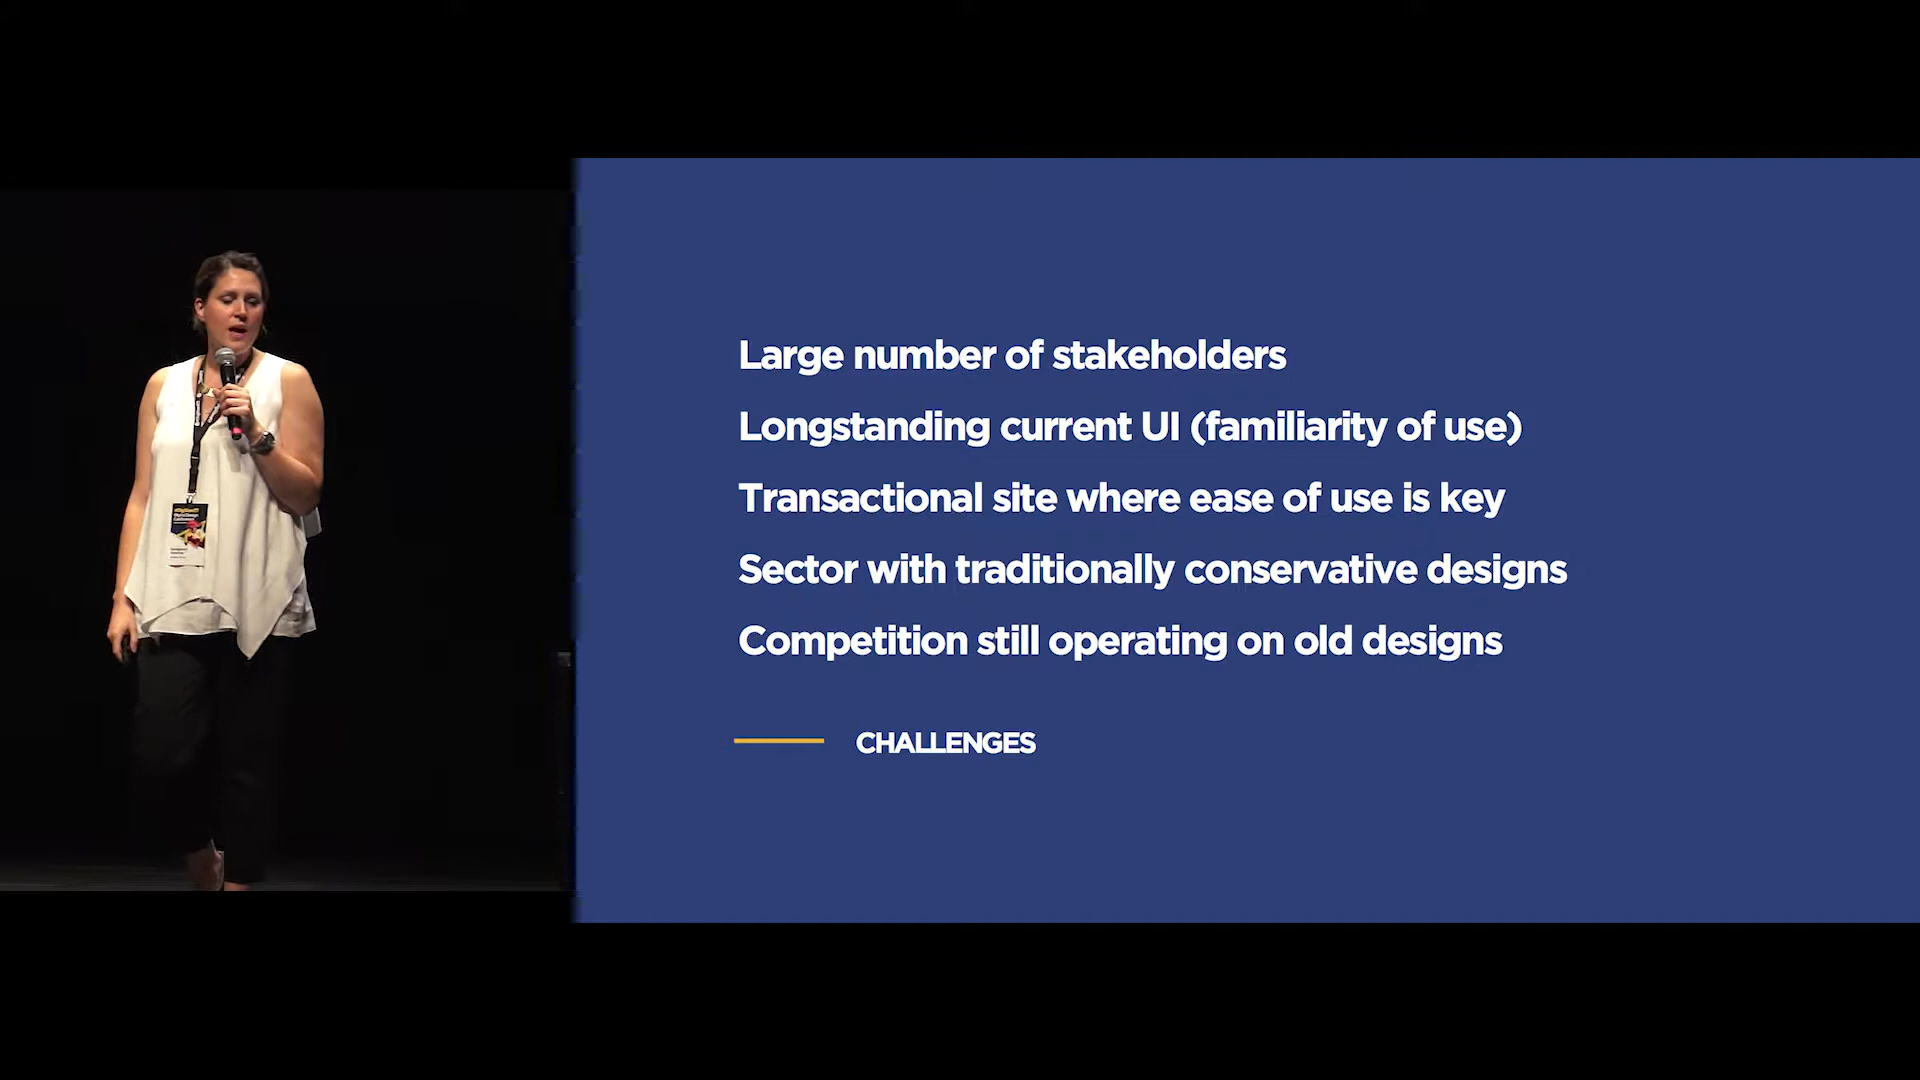 Large number of stakeholders
Longstanding current UI (familiarity of use)
Transactional site where ease of use is key
Sector with traditionally conservative designs
Competition still operating on old designs
CHALLENGES